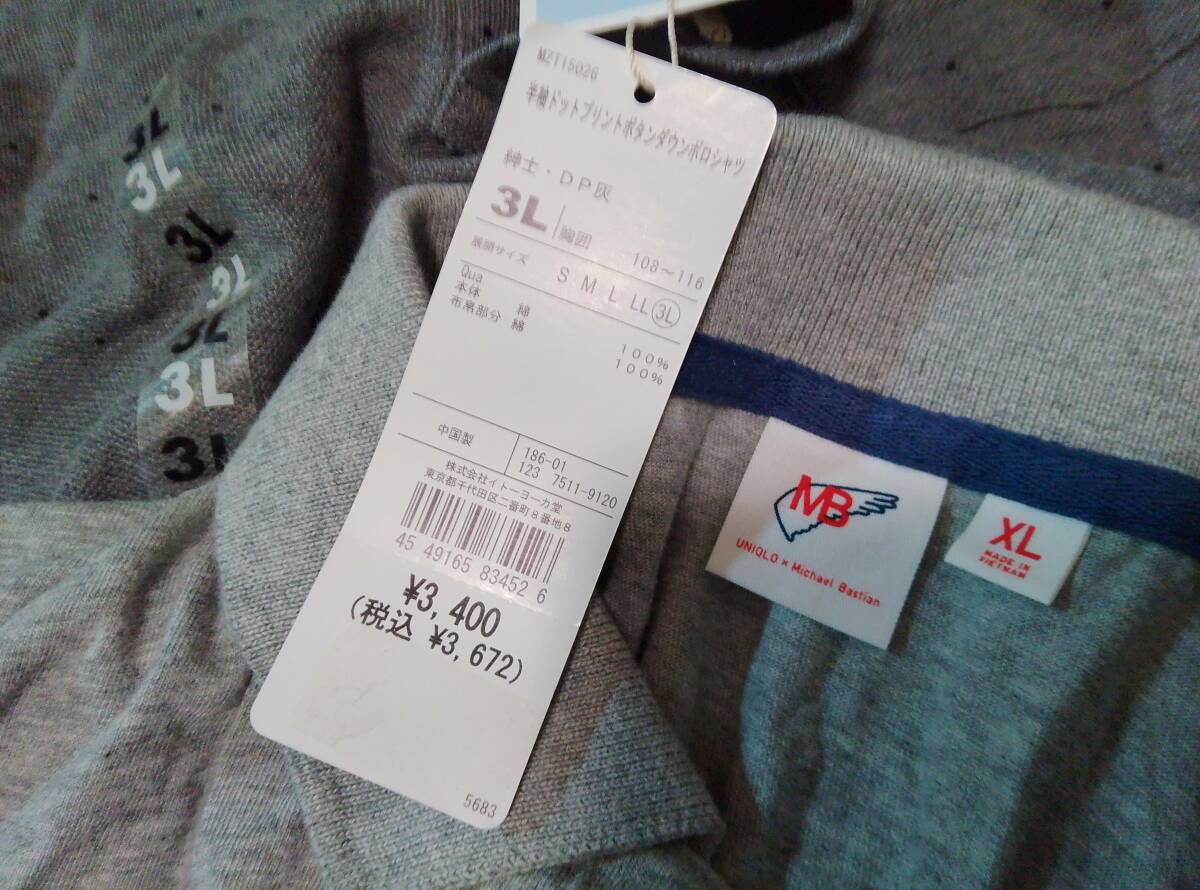 MZT15026
半袖ドットプリントボタンダウンポロシャツ
紳士・DP灰
3L 胸囲 108～116
展開サイズ S M L LL 3L
Qua
本体 綿 100%
布帛部分 綿 100%
中国製
186-01
123 7511-9120
株式会社イトーヨーカ堂
東京都千代田区二番町8番地8
45 49165 83452 6
¥3,400
(税込 ¥3,672)
5683
3L
3L
3L
3L
3L
3L
3L
MB
UNIQLO × Michael Bastian
XL
MADE IN
VIETNAM